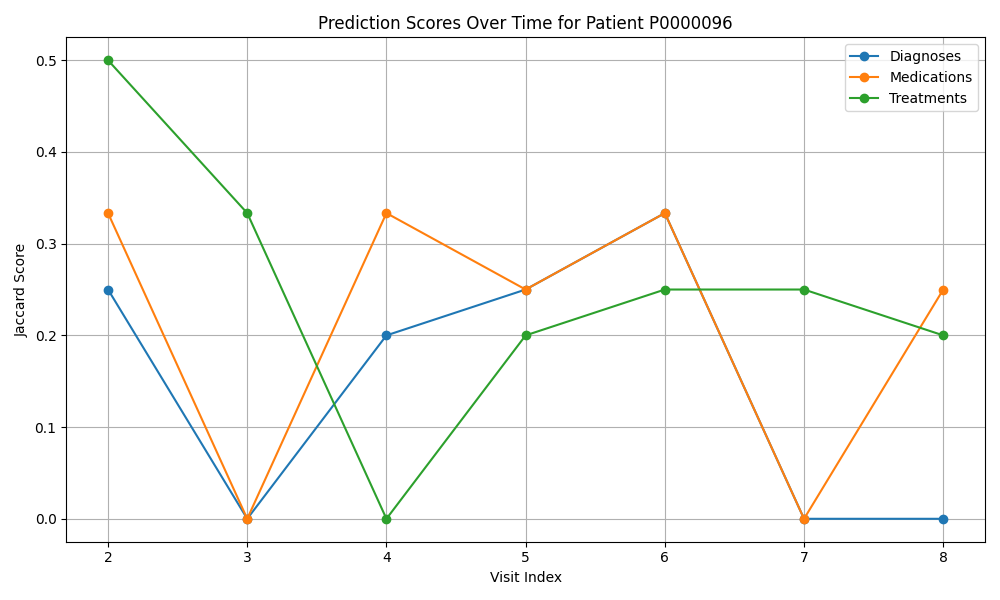 Prediction Scores Over Time for Patient P0000096
Diagnoses
Medications
Treatments
Jaccard Score
0.5
0.4
0.3
0.2
0.1
0.0
2 3 4 5 6 7 8
Visit Index